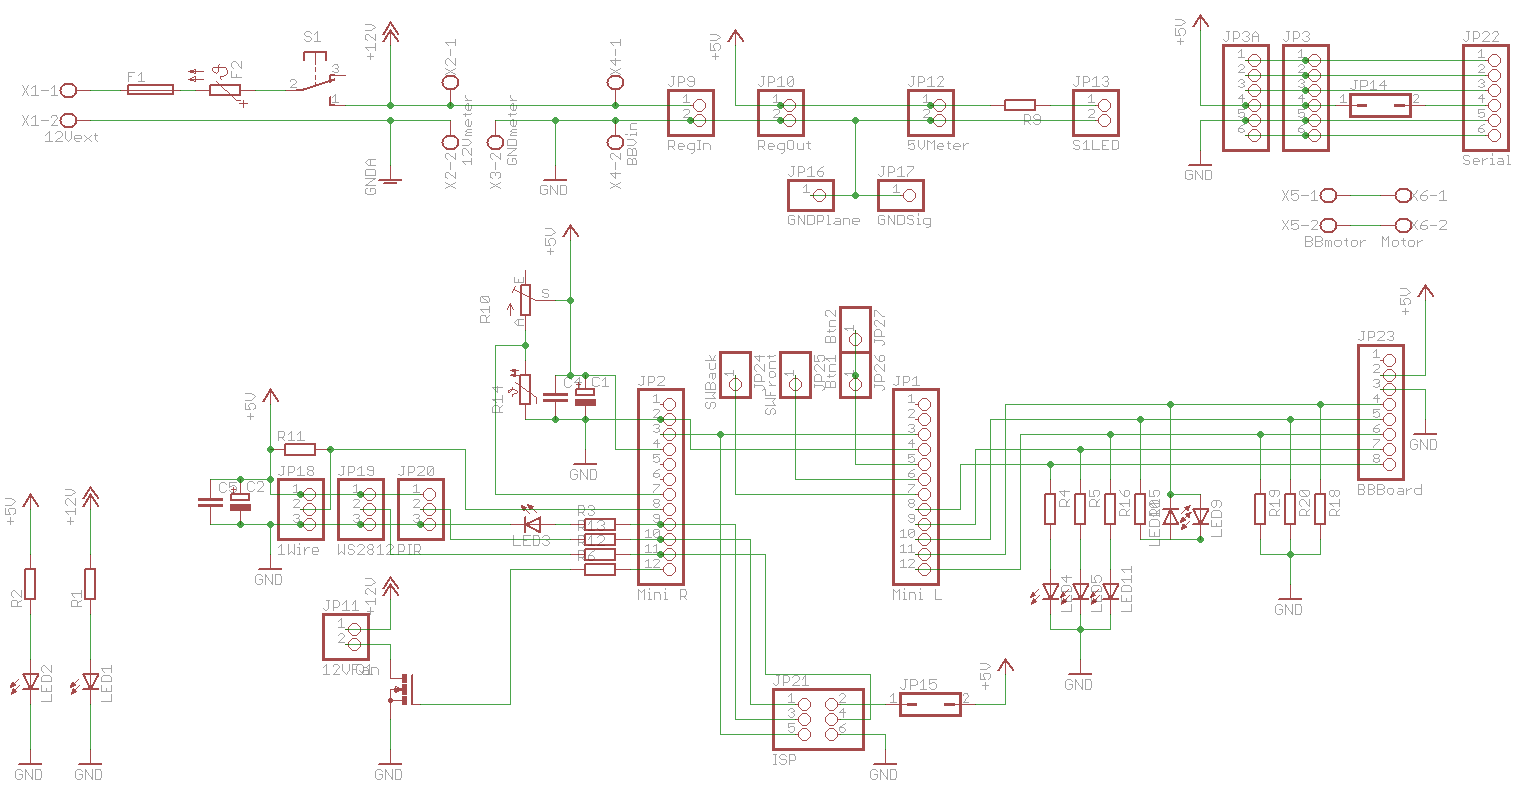 X1-1
X1-2
12Vext
F1
F2
S1
2
3
1
+12V
GNDA
X2-1
X2-2
12Vmeter
X3-2
GNDmeter
GND
X4-1
X4-2
BBVin
JP9
1
2
RegIn
+5V
JP10
1
2
RegOut
JP16
1
GNDPlane
JP17
1
GNDSig
JP12
1
2
5VMeter
R9
JP13
1
2
S1LED
+5V
GND
JP3A
1
2
3
4
5
6
JP3
1
2
3
4
5
6
1
JP14
2
JP22
1
2
3
4
5
6
Serial
X5-1
X6-1
X5-2
X6-2
BBmotor
Motor
+5V
R10
E
S
A
R14
C4
C1
GND
+5V
R11
C5
C2
GND
JP18
1
2
3
1Wire
JP19
1
2
3
WS2812
JP20
1
2
3
PIR
LED3
R3
R13
R12
R6
JP2
1
2
3
4
5
6
7
8
9
10
11
12
Mini R
SWBack
1
JP24
SWFront
1
JP25
Btn2
1
JP27
Btn1
1
JP26
JP1
1
2
3
4
5
6
7
8
9
10
11
12
Mini L
R4
R5
R16
R15
LED9
LED4
LED5
LED11
GND
R19
R20
R18
GND
+5V
JP23
1
2
3
4
5
6
7
8
BBBoard
GND
+5V
R2
LED2
GND
+12V
R1
LED1
GND
JP11
1
2
12VFan
Q1
+12V
GND
JP21
1
2
3
4
5
6
ISP
GND
1
JP15
2
+5V